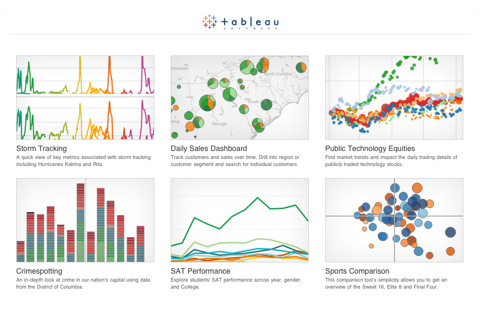 +ableau
SOFTWARE
Storm Tracking
A quick view of key metrics associated with storm tracking
including Hurricanes Katrina and Rita.
Daily Sales Dashboard
Track customers and sales over time. Drill into region or
customer segment and search for individual customers.
Public Technology Equities
Find market trends and inspect the daily trading details of
publicly traded technology stocks.
Crimespotting
An in-depth look at crime in our nation's capital using data
from the District of Columbia.
SAT Performance
Explore students' SAT performance across year, gender,
and College.
Sports Comparison
This comparison tool's simplicity allows you to get an
overview of the Sweet 16, Elite 8 and Final Four.